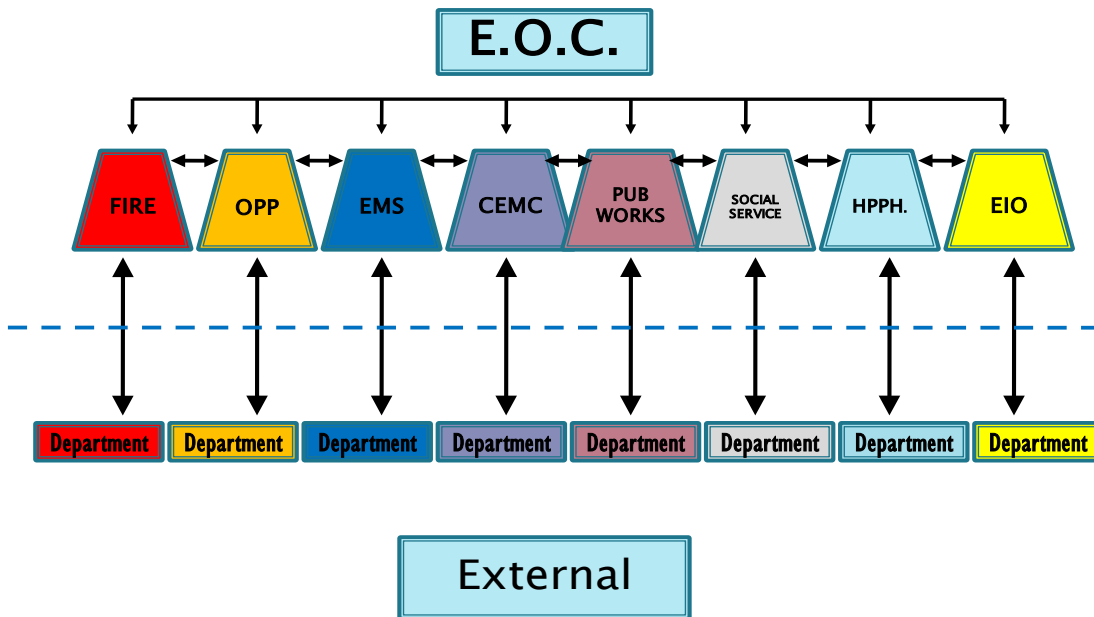 E.O.C.
FIRE
OPP
EMS
CEMC
PUB
WORKS
SOCIAL
SERVICE
HPPH.
EIO
Department
Department
Department
Department
Department
Department
Department
Department
External